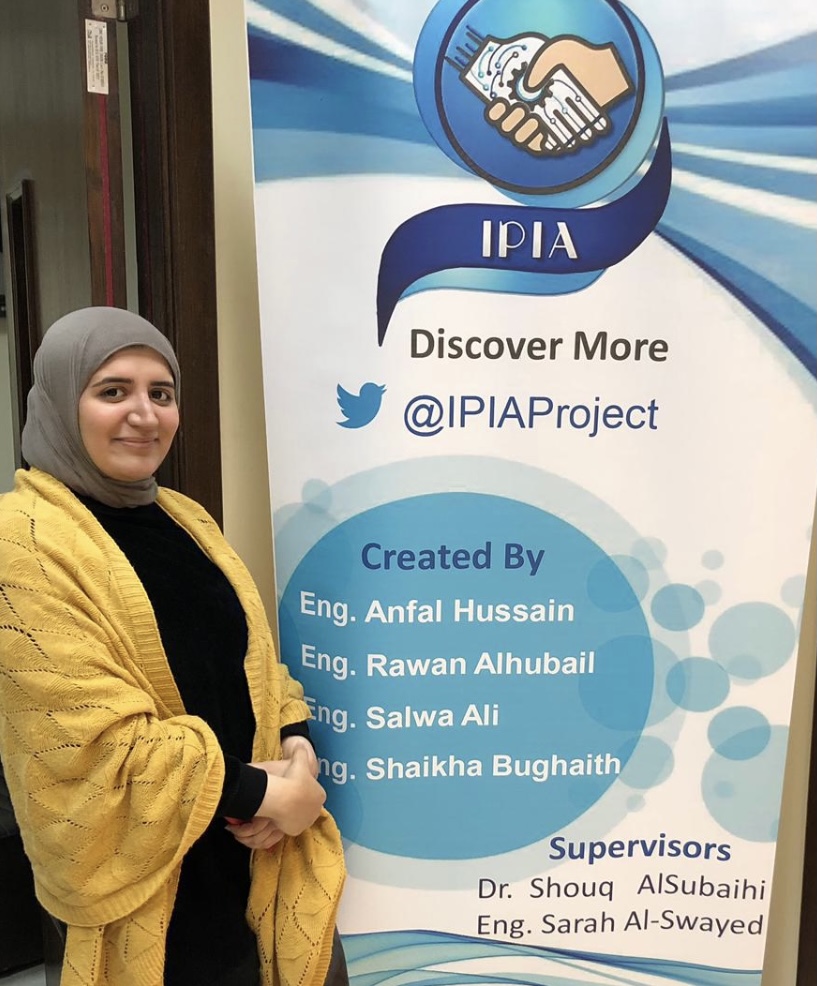 IPIA
Discover More
@IPIAProject
Created By
Eng. Anfal Hussain
Eng. Rawan Alhubail
Eng. Salwa Ali
ng. Shaikha Bughaith
Supervisors
Dr. Shouq AlSubaihi
Eng. Sarah Al-Swayed